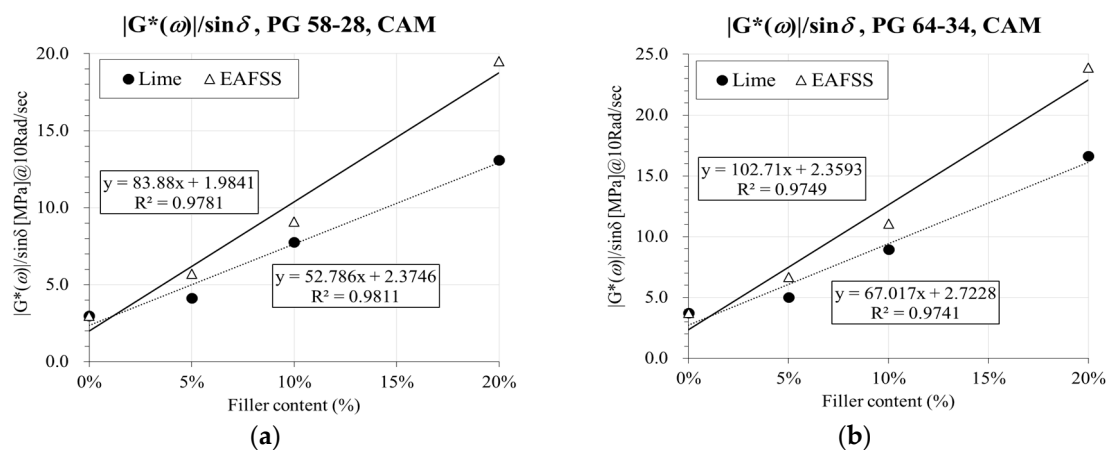 |G*(ω)|/sinδ , PG 58-28, CAM
|G*(ω)|/sinδ [MPa]@10Rad/sec
20.0
15.0
10.0
5.0
0.0
Lime
EAFSS
y = 83.88x + 1.9841
R² = 0.9781
y = 52.786x + 2.3746
R² = 0.9811
0%
5%
10%
15%
20%
Filler content (%)
(a)
|G*(ω)|/sinδ , PG 64-34, CAM
|G*(ω)|/sinδ [MPa]@10Rad/sec
25.0
20.0
15.0
10.0
5.0
0.0
Lime
EAFSS
y = 102.71x + 2.3593
R² = 0.9749
y = 67.017x + 2.7228
R² = 0.9741
0%
5%
10%
15%
20%
Filler content (%)
(b)